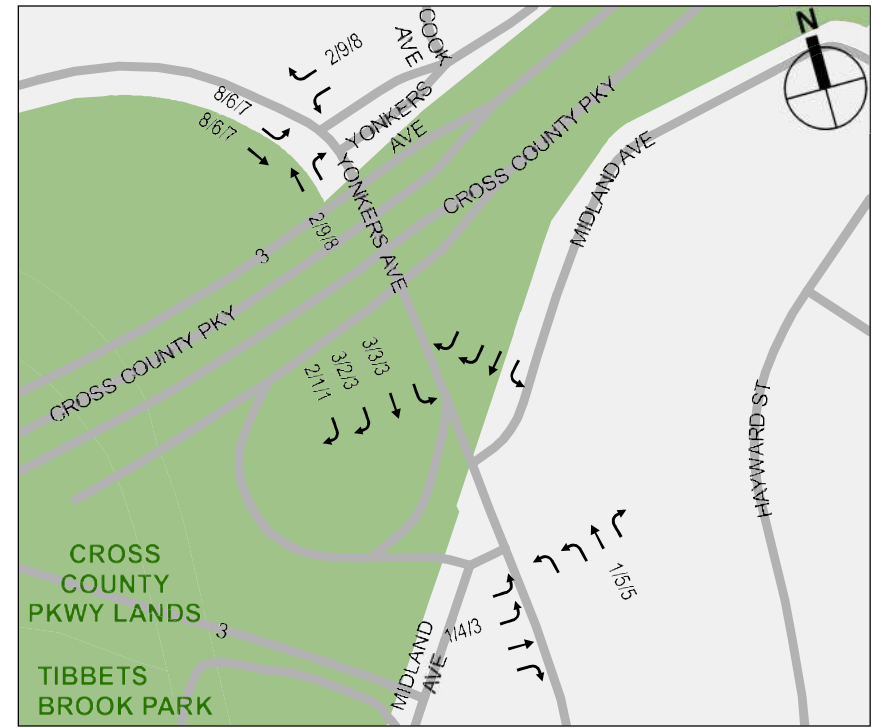 N
COOK
AVE
2/9/8
8/6/7
8/6/7
YONKERS
AVE
CROSS COUNTY PKY
MIDLAND AVE
YONKERS AVE
2/9/8
3
CROSS COUNTY PKY
3/3/3
3/2/3
2/1/1
HAYWARD ST
CROSS
COUNTY
PKWY LANDS
1/5/5
3
1/4/3
MIDLAND
AVE
TIBBETS
BROOK PARK